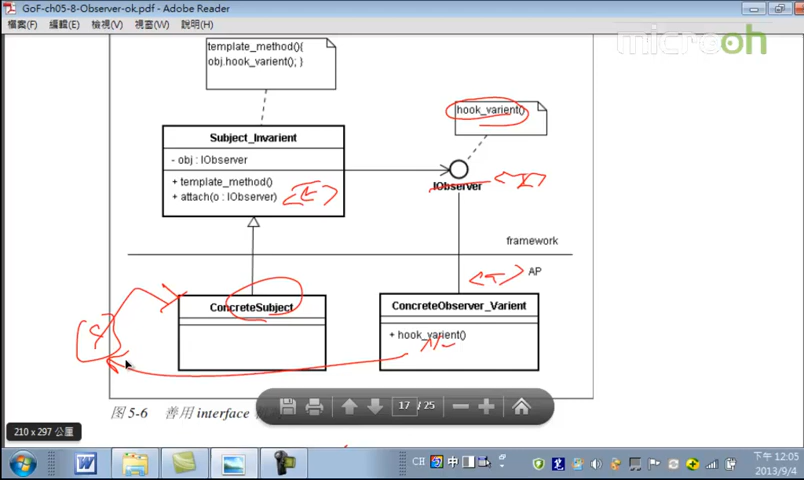 GoF-ch05-8-Observer-ok.pdf - Adobe Reader
檔案(F) 編輯(E) 檢視(V) 視窗(W) 說明(H)
microoh
template_method(){
obj.hook_varient(); }
hook_varient()
Subject_Invarient
- obj : IObserver
+ template_method()
+ attach(o : IObserver)
<E>
IObserver
<I>
framework
<T>
AP
ConcreteSubject
ConcreteObserver_Varient
+ hook_varient()
图 5-6 善用 interface
17 / 25
210 x 297 公厘
CH 中
下午 12:05
2013/9/4